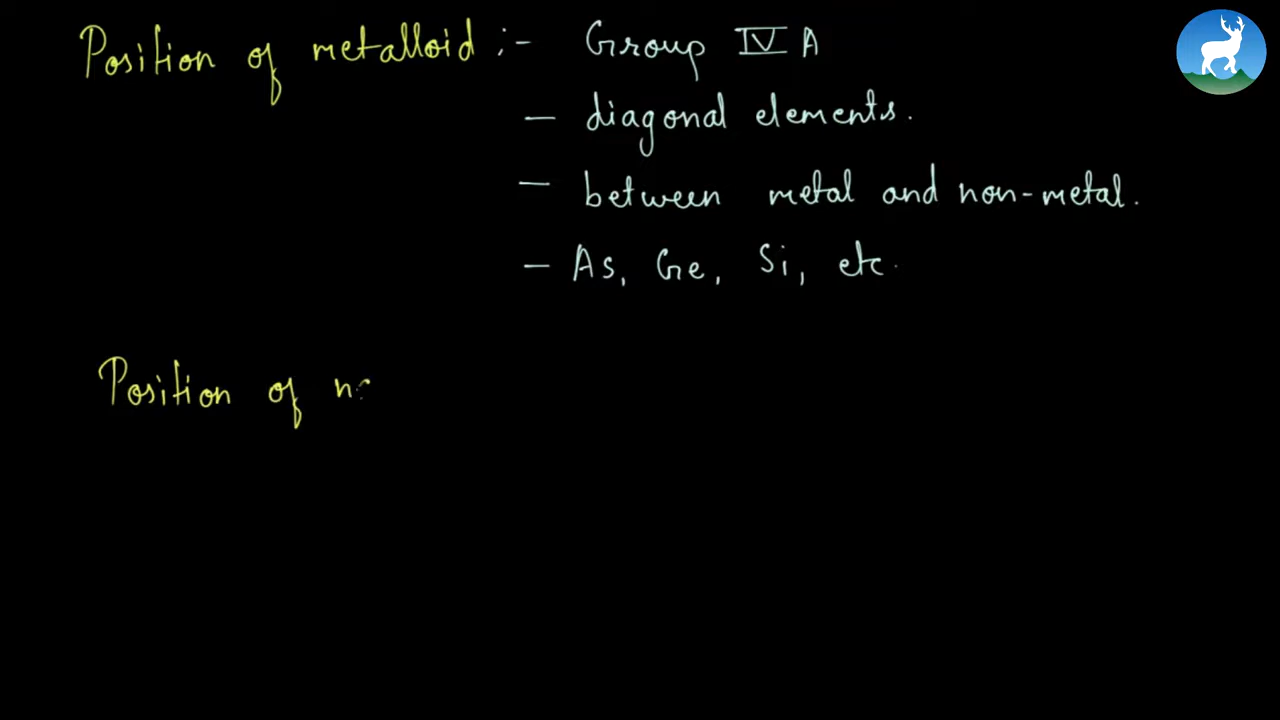 Position of metalloid :- Group IV A
- diagonal elements.
- between metal and non-metal.
- As, Ge, Si, etc.
Position of